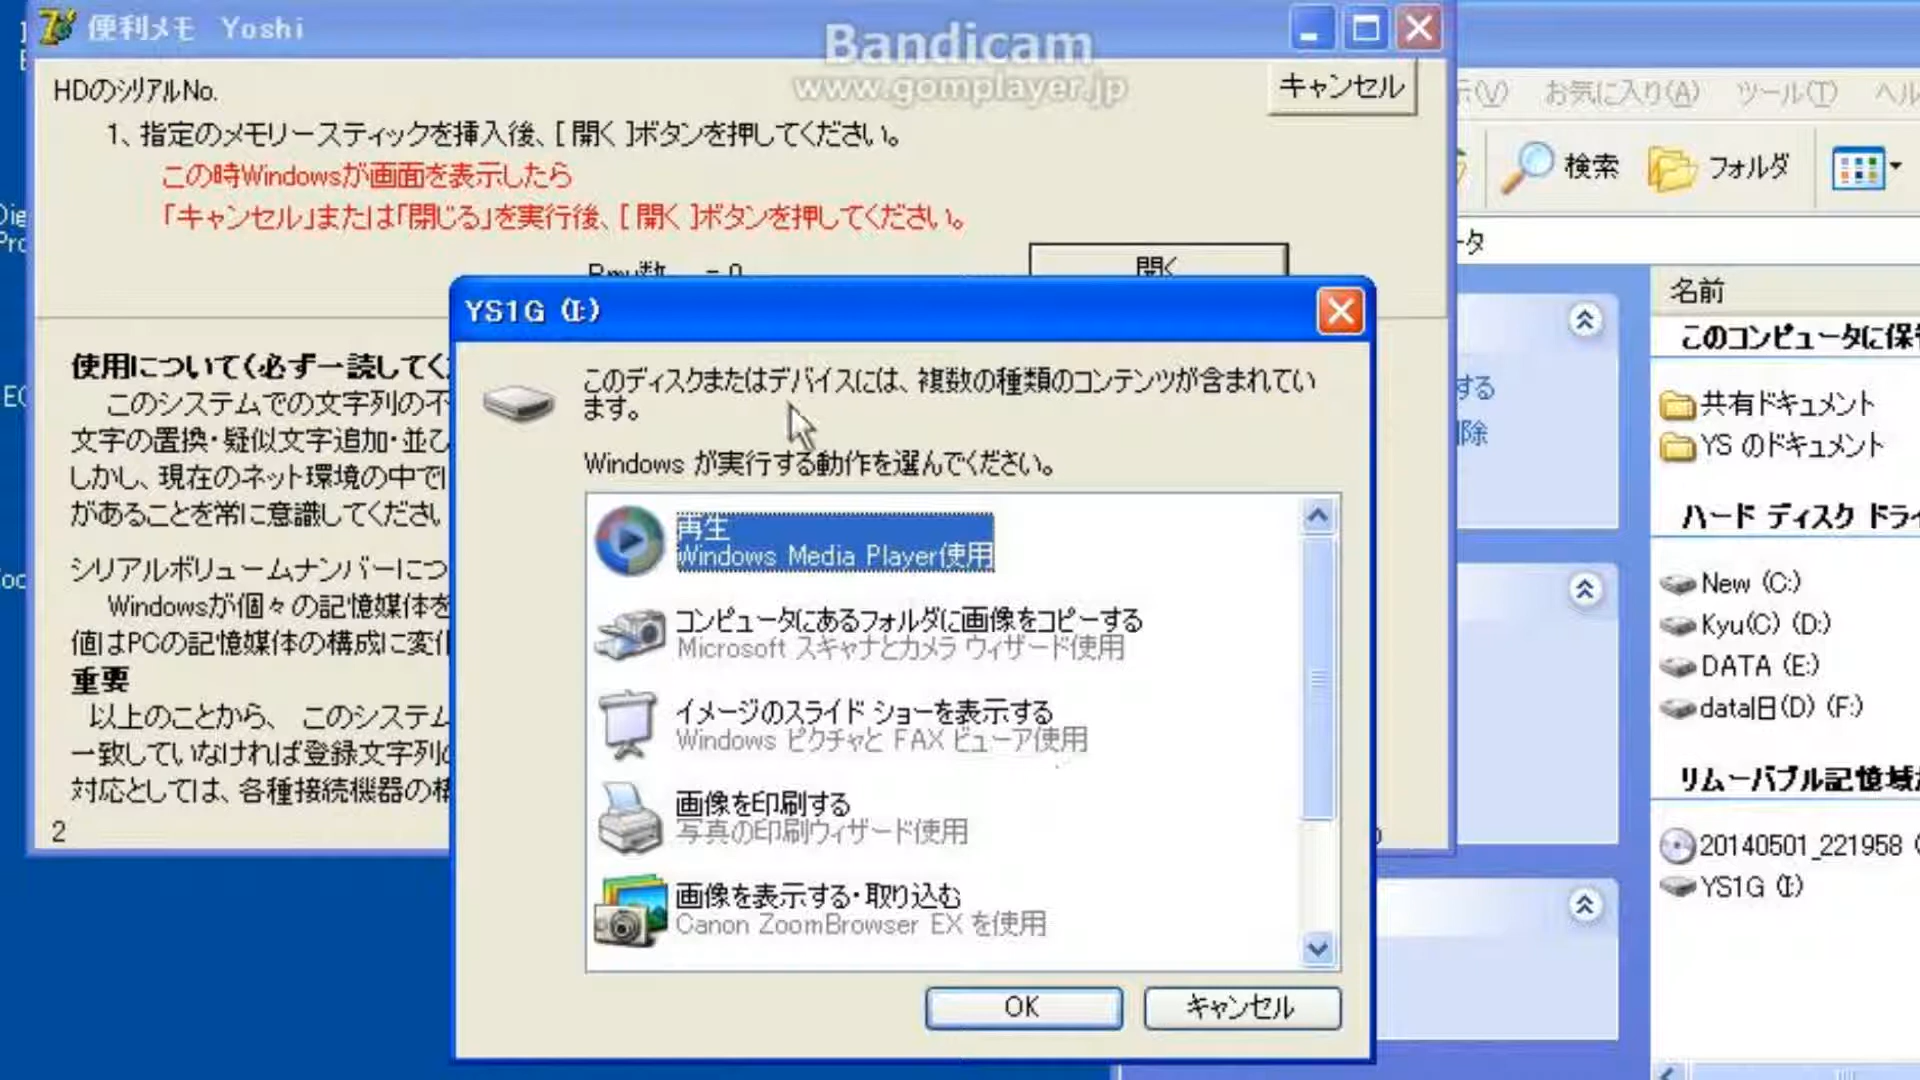 便利メモ Yoshi
Bandicam
www.gomplayer.jp
HDのシリアルNo.
キャンセル
1、指定のメモリースティックを挿入後、[ 開く ]ボタンを押してください。
この時Windowsが画面を表示したら
「キャンセル」または「閉じる」を実行後、[ 開く ]ボタンを押してください。
開く
使用について(必ず一読してく
このシステムでの文字列の不
文字の置換・疑似文字追加・並び
しかし、現在のネット環境の中で
があることを常に意識してください
シリアルボリュームナンバーにつ
Windowsが個々の記憶媒体を
値はPCの記憶媒体の構成に変化
重要
以上のことから、 このシステム
一致していなければ登録文字列の
対応としては、各種接続機器の構
2
YS1G (I:)
このディスクまたはデバイスには、複数の種類のコンテンツが含まれてい
ます。
Windows が実行する動作を選んでください。
再生
Windows Media Player使用
コンピュータにあるフォルダに画像をコピーする
Microsoft スキャナとカメラ ウィザード使用
イメージのスライド ショーを表示する
Windows ピクチャと FAX ビューア使用
画像を印刷する
写真の印刷ウィザード使用
画像を表示する・取り込む
Canon ZoomBrowser EX を使用
OK
キャンセル
示(V) お気に入り(A) ツール(T) ヘル
検索 フォルダ
ータ
する
除
名前
このコンピュータに保
共有ドキュメント
YS のドキュメント
ハード ディスク ドライ
New (C:)
Kyu(C) (D:)
DATA (E:)
data旧(D) (F:)
リムーバブル記憶域
20140501_221958 (
YS1G (I:)